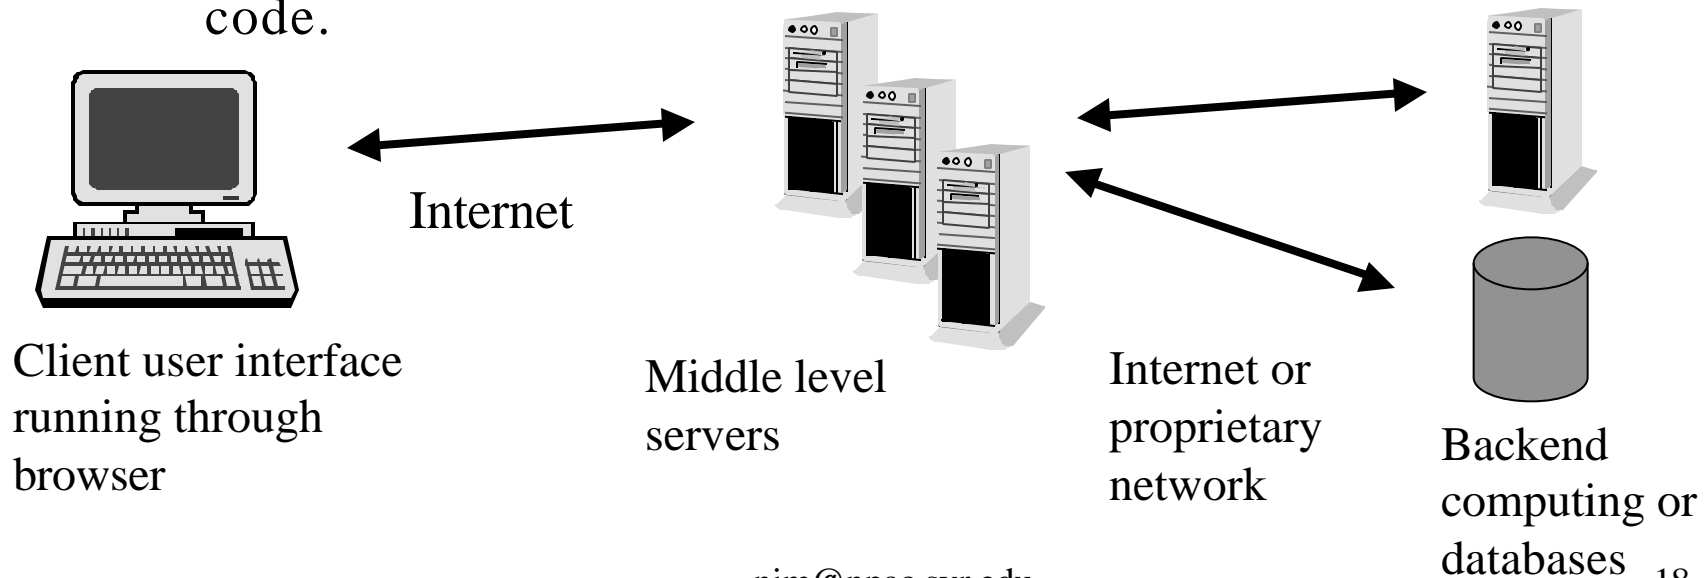 code.
Internet
Client user interface
running through
browser
Middle level
servers
Internet or
proprietary
network
Backend
computing or
databases
18